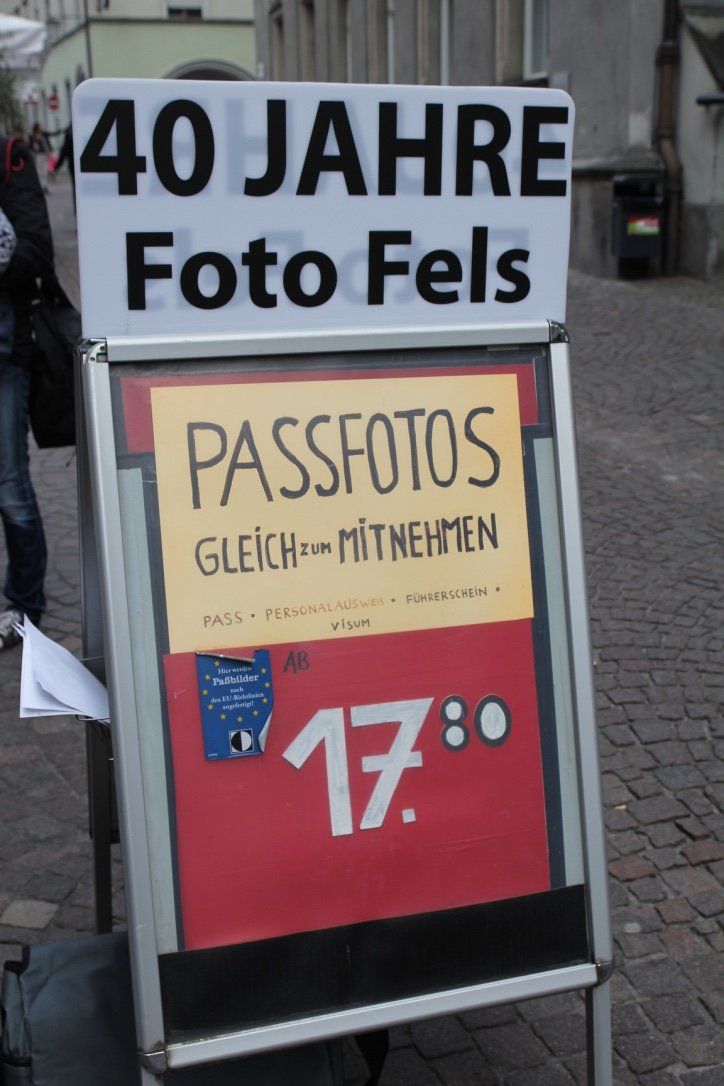 40 JAHRE
Foto Fels
PASSFOTOS
GLEICH ZUM MITNEHMEN
PASS • PERSONALAUSWEIS • FÜHRERSCHEIN •
VISUM
AB
Hier werden
Paßbilder
nach
den EU-Richtlinien
angefertigt!
17.80